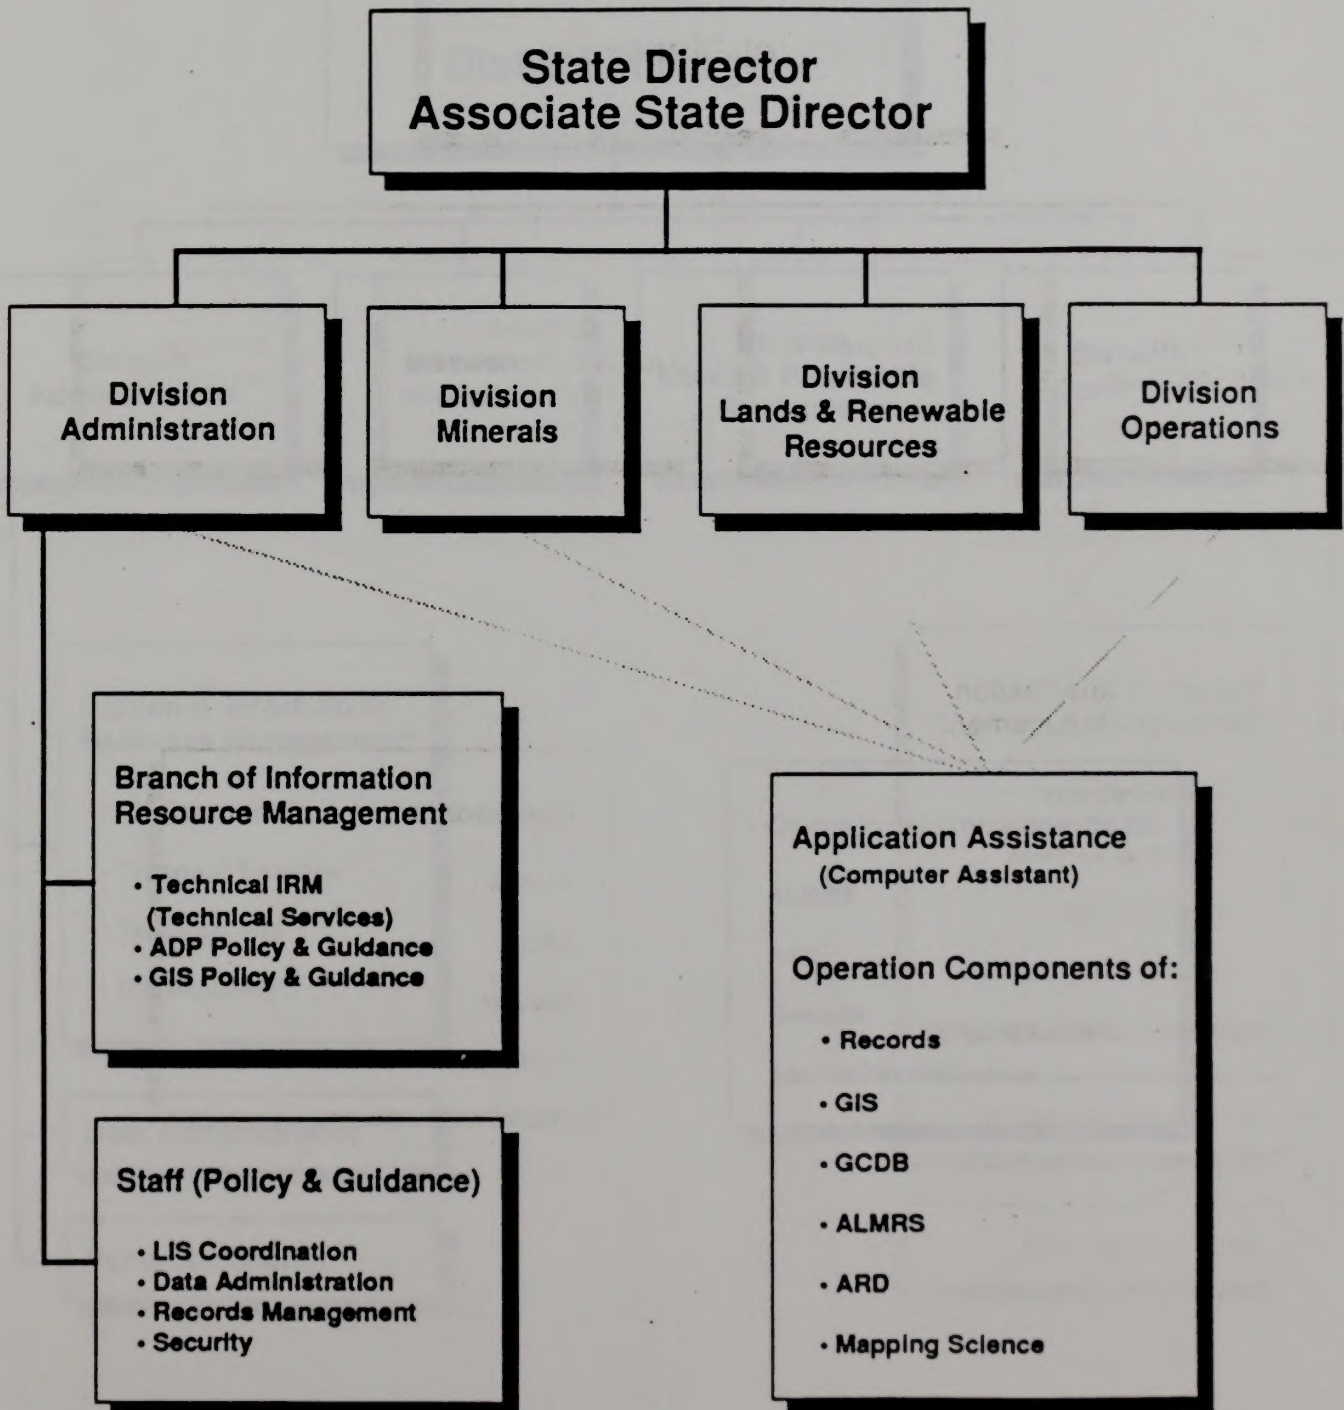 State Director
Associate State Director
Division
Administration
Division
Minerals
Division
Lands & Renewable
Resources
Division
Operations
Branch of Information
Resource Management
• Technical IRM
(Technical Services)
• ADP Policy & Guidance
• GIS Policy & Guidance
Staff (Policy & Guidance)
• LIS Coordination
• Data Administration
• Records Management
• Security
Application Assistance
(Computer Assistant)
Operation Components of:
• Records
• GIS
• GCDB
• ALMRS
• ARD
• Mapping Science